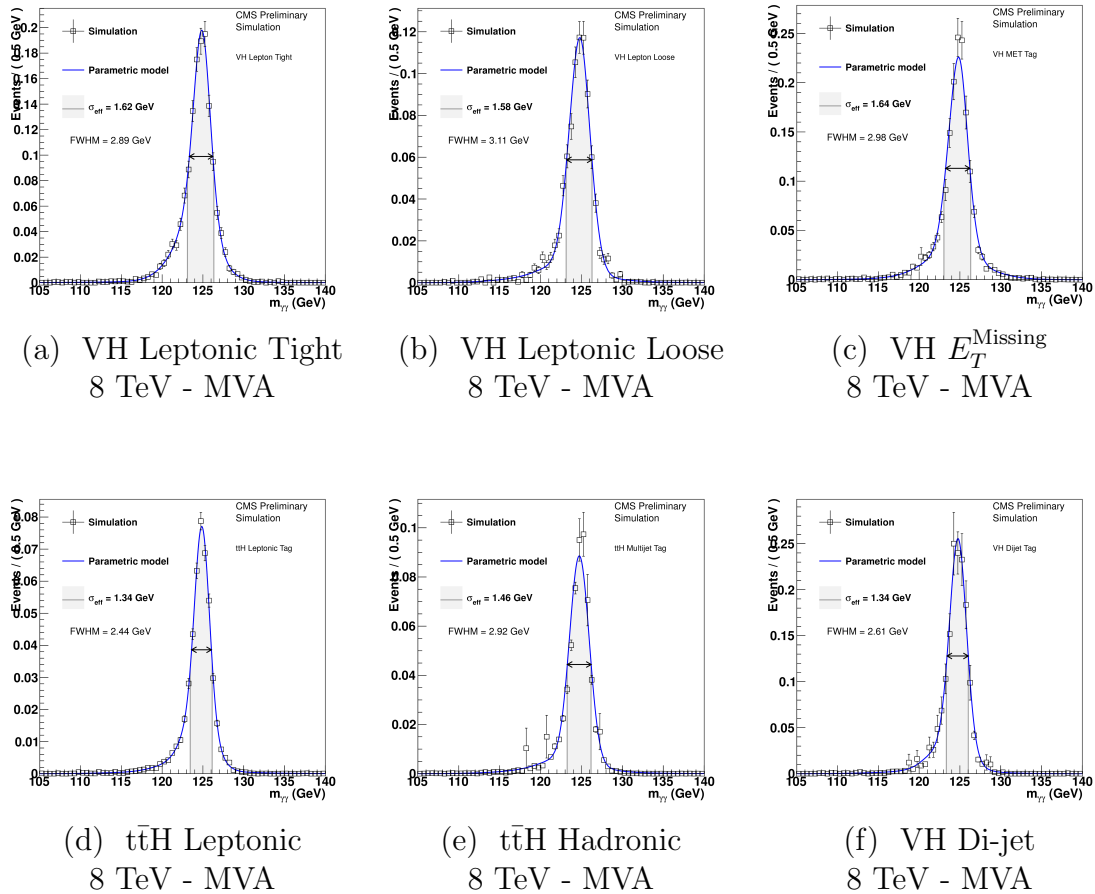 CMS Preliminary
Simulation
VH Lepton Tight
Simulation
Parametric model
σeff = 1.62 GeV
FWHM = 2.89 GeV
Events / ( 0.5 GeV )
0.2
0.18
0.16
0.14
0.12
0.1
0.08
0.06
0.04
0.02
0
105 110 115 120 125 130 135 140
mγγ (GeV)
CMS Preliminary
Simulation
VH Lepton Loose
Simulation
Parametric model
σeff = 1.58 GeV
FWHM = 3.11 GeV
Events / ( 0.5 GeV )
0.12
0.1
0.08
0.06
0.04
0.02
0
105 110 115 120 125 130 135 140
mγγ (GeV)
CMS Preliminary
Simulation
VH MET Tag
Simulation
Parametric model
σeff = 1.64 GeV
FWHM = 2.98 GeV
Events / ( 0.5 GeV )
0.25
0.2
0.15
0.1
0.05
0
105 110 115 120 125 130 135 140
mγγ (GeV)
(a) VH Leptonic Tight
8 TeV - MVA
(b) VH Leptonic Loose
8 TeV - MVA
(c) VH E_T^Missing
8 TeV - MVA
CMS Preliminary
Simulation
ttH Leptonic Tag
Simulation
Parametric model
σeff = 1.34 GeV
FWHM = 2.44 GeV
Events / ( 0.5 GeV )
0.08
0.07
0.06
0.05
0.04
0.03
0.02
0.01
0
105 110 115 120 125 130 135 140
mγγ (GeV)
CMS Preliminary
Simulation
ttH Multijet Tag
Simulation
Parametric model
σeff = 1.46 GeV
FWHM = 2.92 GeV
Events / ( 0.5 GeV )
0.1
0.08
0.06
0.04
0.02
0
105 110 115 120 125 130 135 140
mγγ (GeV)
CMS Preliminary
Simulation
VH Dijet Tag
Simulation
Parametric model
σeff = 1.34 GeV
FWHM = 2.61 GeV
Events / ( 0.5 GeV )
0.25
0.2
0.15
0.1
0.05
0
105 110 115 120 125 130 135 140
mγγ (GeV)
(d) tt̄H Leptonic
8 TeV - MVA
(e) tt̄H Hadronic
8 TeV - MVA
(f) VH Di-jet
8 TeV - MVA